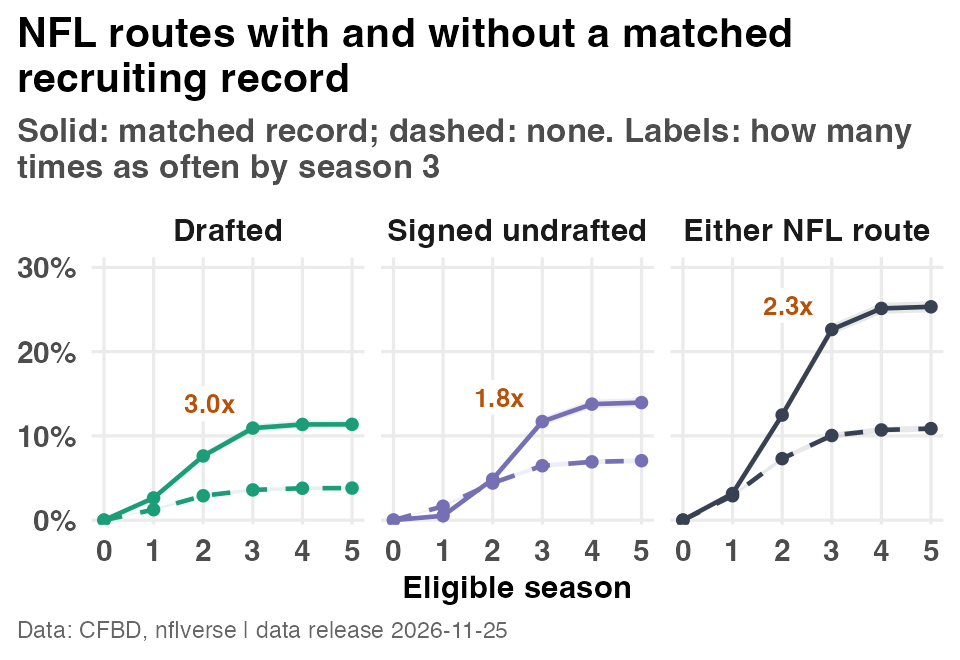 NFL routes with and without a matched
recruiting record
Solid: matched record; dashed: none. Labels: how many
times as often by season 3
Drafted
Signed undrafted
Either NFL route
30%
20%
10%
0%
3.0x
1.8x
2.3x
0 1 2 3 4 5
0 1 2 3 4 5
0 1 2 3 4 5
Eligible season
Data: CFBD, nflverse | data release 2026-11-25